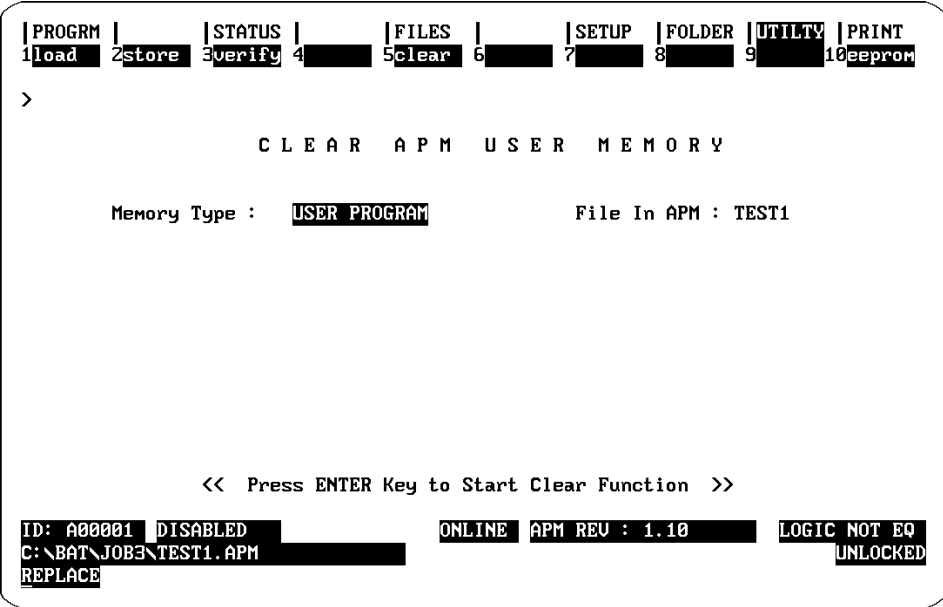 |PROGRM | |STATUS | |FILES | |SETUP |FOLDER |UTILTY |PRINT
1load 2store 3verify 4 5clear 6 7 8 9 10eeprom
>
C L E A R A P M U S E R M E M O R Y
Memory Type : USER PROGRAM File In APM : TEST1
<< Press ENTER Key to Start Clear Function >>
ID: A00001 DISABLED ONLINE APM REV : 1.10 LOGIC NOT EQ
C:\BAT\JOB3\TEST1.APM UNLOCKED
REPLACE